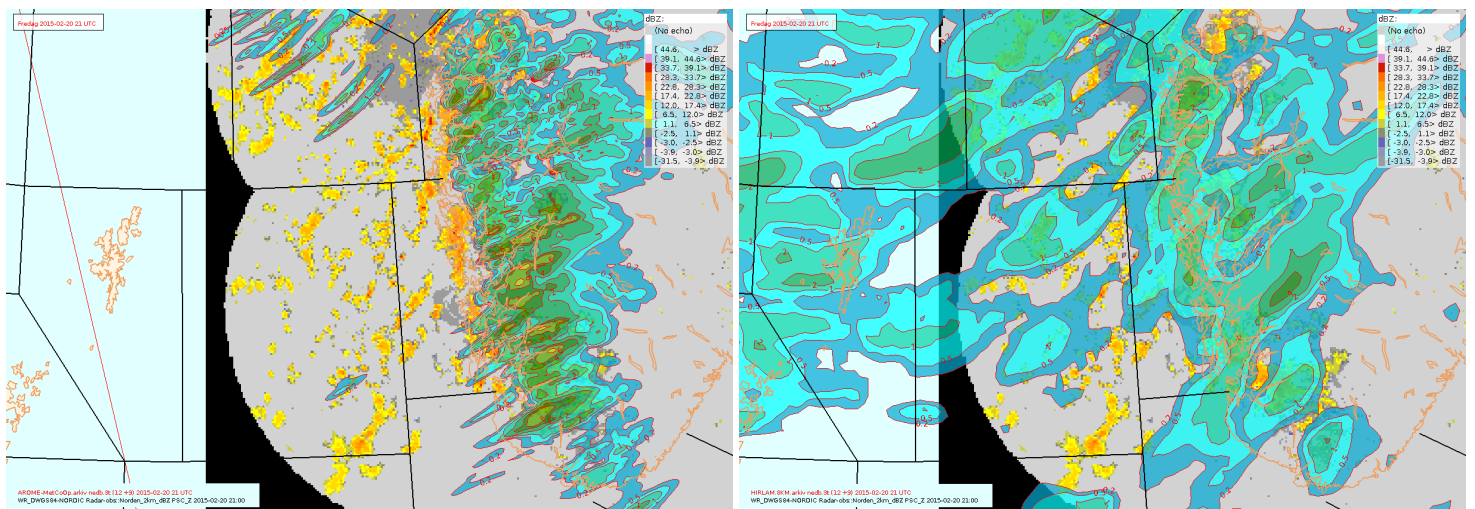 Fredag 2015-02-20 21 UTC
dBZ:
(No echo)
[ 44.6, > dBZ
[ 39.1, 44.6> dBZ
[ 33.7, 39.1> dBZ
[ 28.3, 33.7> dBZ
[ 22.8, 28.3> dBZ
[ 17.4, 22.8> dBZ
[ 12.0, 17.4> dBZ
[ 6.5, 12.0> dBZ
[ 1.1, 6.5> dBZ
[ -2.5, 1.1> dBZ
[ -3.0, -2.5> dBZ
[ -3.9, -3.0> dBZ
[-31.5, -3.9> dBZ
AROME-MetCoOp.arkiv nedb.3t (12 +9) 2015-02-20 21 UTC
WR_DWGS84-NORDIC Radar-obs::Norden_2km_dBZ PSC_Z 2015-02-20 21:00
Fredag 2015-02-20 21 UTC
dBZ:
(No echo)
[ 44.6, > dBZ
[ 39.1, 44.6> dBZ
[ 33.7, 39.1> dBZ
[ 28.3, 33.7> dBZ
[ 22.8, 28.3> dBZ
[ 17.4, 22.8> dBZ
[ 12.0, 17.4> dBZ
[ 6.5, 12.0> dBZ
[ 1.1, 6.5> dBZ
[ -2.5, 1.1> dBZ
[ -3.0, -2.5> dBZ
[ -3.9, -3.0> dBZ
[-31.5, -3.9> dBZ
HIRLAM.8KM.arkiv nedb.3t (12 +9) 2015-02-20 21 UTC
WR_DWGS84-NORDIC Radar-obs::Norden_2km_dBZ PSC_Z 2015-02-20 21:00